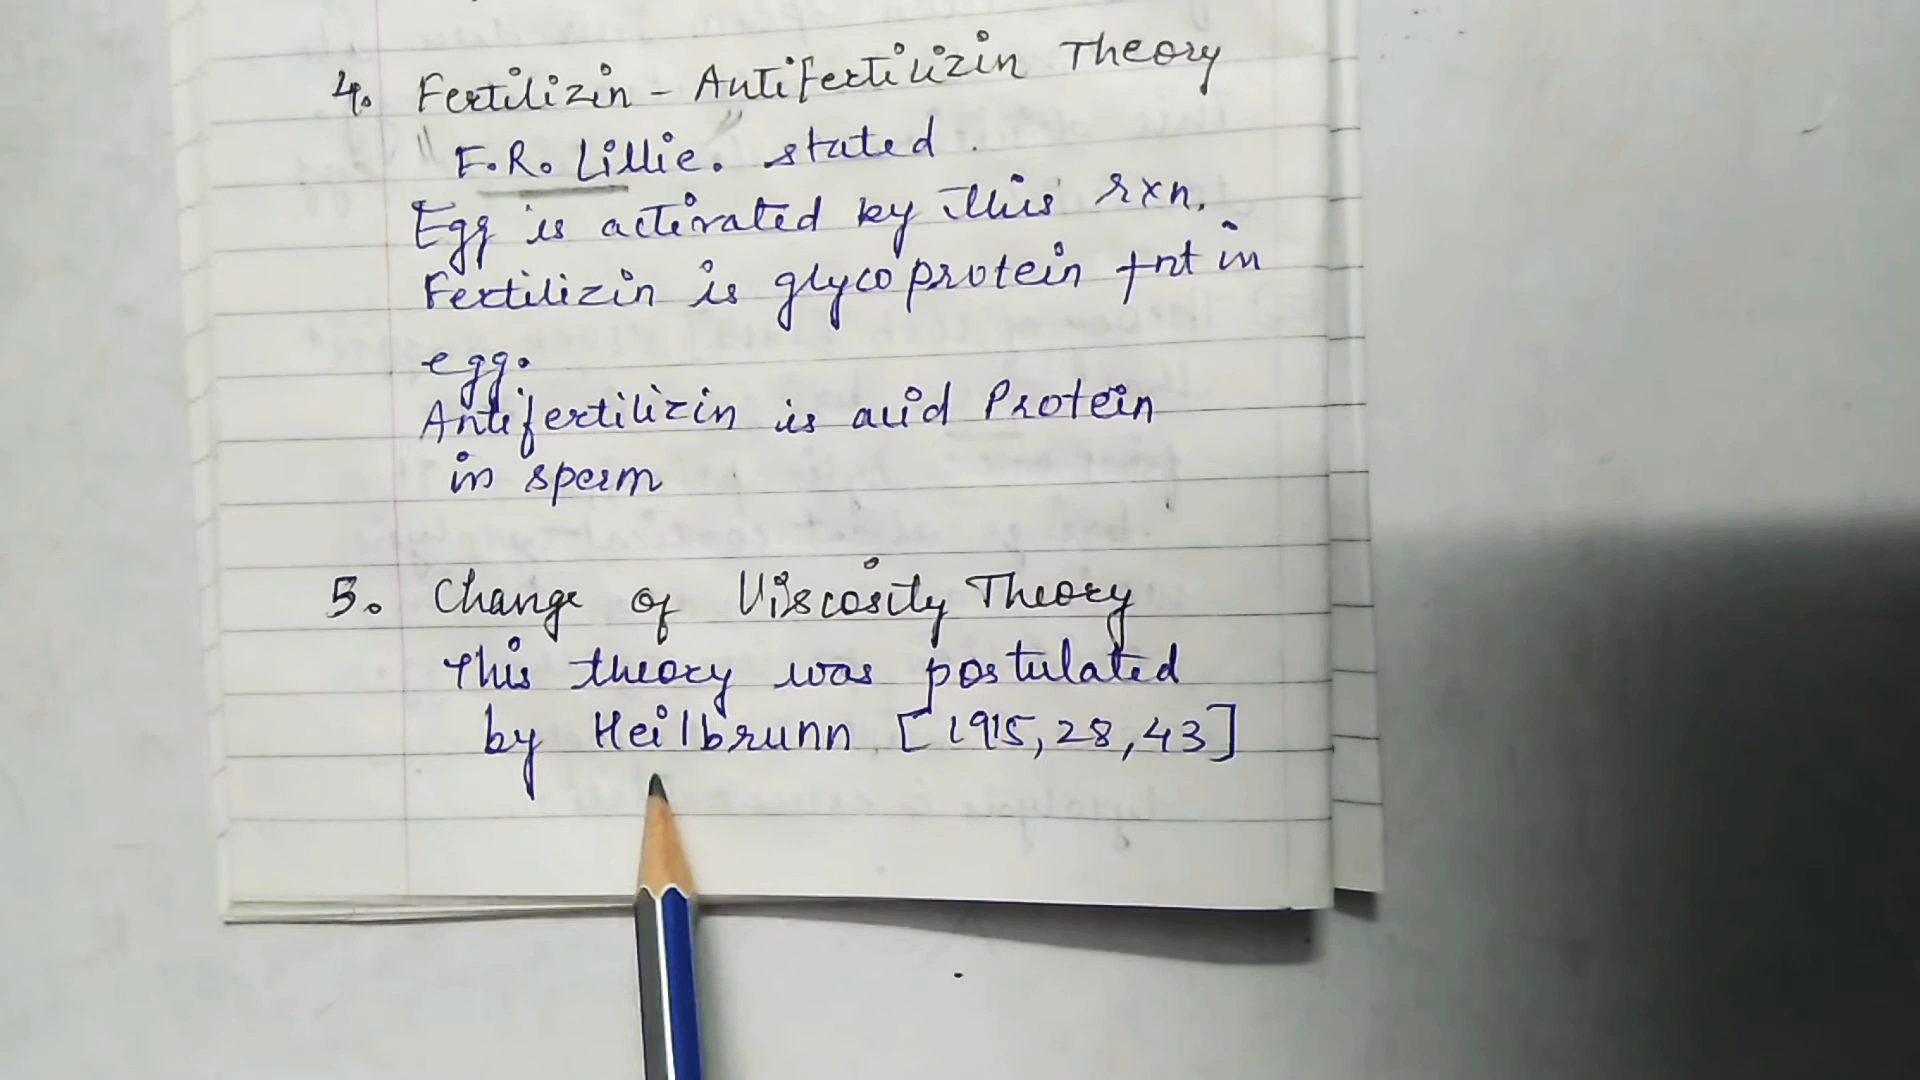 4. Fertilizin - Antifertilizin Theory
" F.R. Lillie. " stated
Egg is activated by this rxn.
Fertilizin is glycoprotein +nt in
egg.
Antifertilizin is acid Protein
in sperm
5. Change of Viscosity Theory
This theory was postulated
by Heilbrunn [1915, 28, 43]